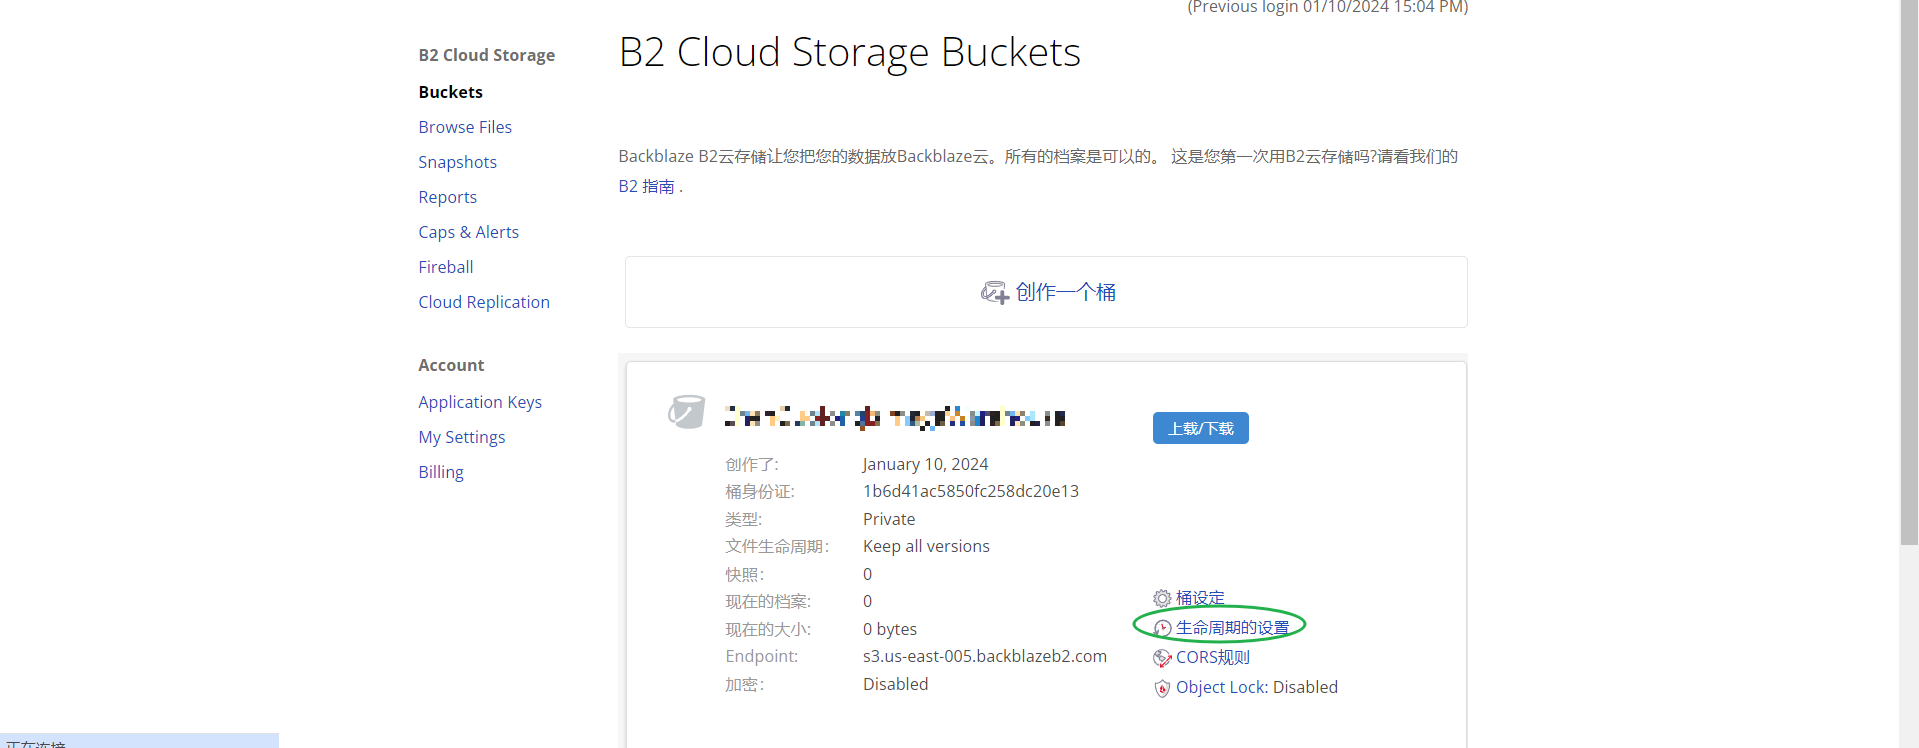 (Previous login 01/10/2024 15:04 PM)
B2 Cloud Storage
Buckets
Browse Files
Snapshots
Reports
Caps & Alerts
Fireball
Cloud Replication
Account
Application Keys
My Settings
Billing
B2 Cloud Storage Buckets
Backblaze B2云存储让您把您的数据放Backblaze云。所有的档案是可以的。 这是您第一次用B2云存储吗?请看我们的
B2 指南 .
创作一个桶
上载/下载
创作了: January 10, 2024
桶身份证: 1b6d41ac5850fc258dc20e13
类型: Private
文件生命周期: Keep all versions
快照: 0
现在的档案: 0
现在的大小: 0 bytes
Endpoint: s3.us-east-005.backblazeb2.com
加密: Disabled
桶设定
生命周期的设置
CORS规则
Object Lock: Disabled
正在连接